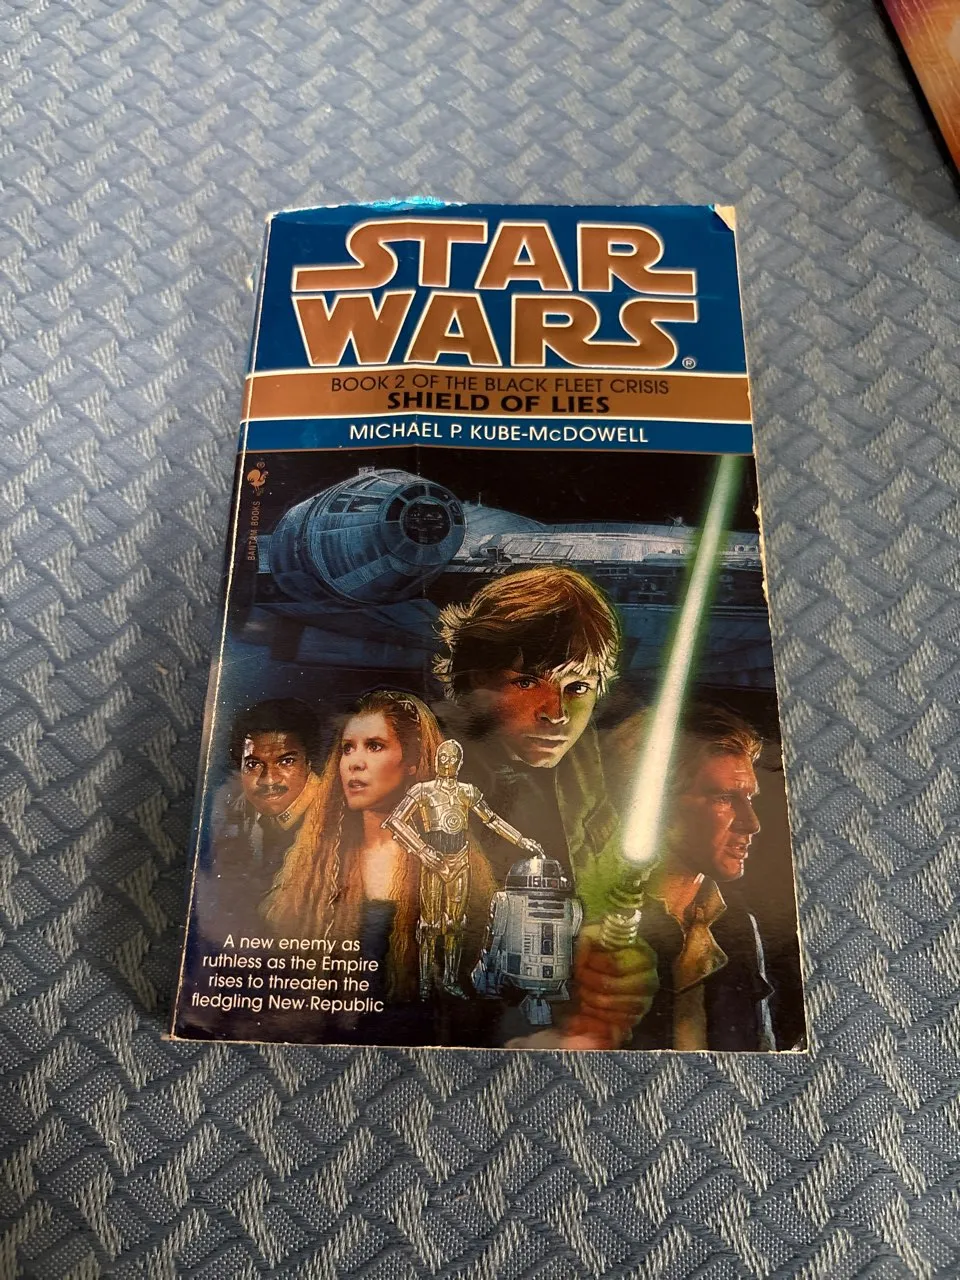 STAR
WARS®
BOOK 2 OF THE BLACK FLEET CRISIS
SHIELD OF LIES
MICHAEL P. KUBE-McDOWELL
BANTAM BOOKS ®
A new enemy as
ruthless as the Empire
rises to threaten the
fledgling New Republic